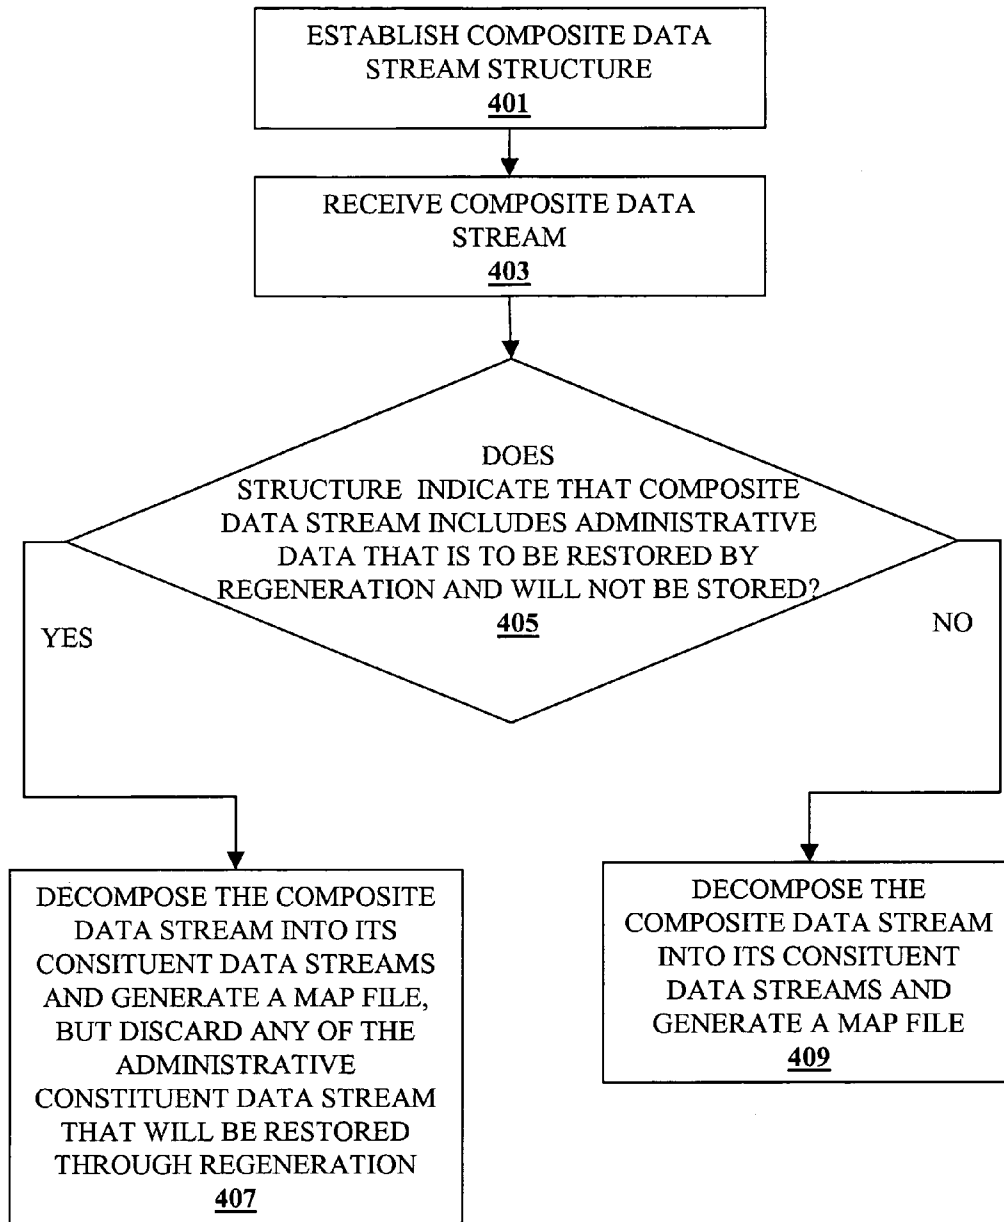 ESTABLISH COMPOSITE DATA
STREAM STRUCTURE
401
RECEIVE COMPOSITE DATA
STREAM
403
DOES
STRUCTURE INDICATE THAT COMPOSITE
DATA STREAM INCLUDES ADMINISTRATIVE
DATA THAT IS TO BE RESTORED BY
REGENERATION AND WILL NOT BE STORED?
405
YES
NO
DECOMPOSE THE COMPOSITE
DATA STREAM INTO ITS
CONSITUENT DATA STREAMS
AND GENERATE A MAP FILE,
BUT DISCARD ANY OF THE
ADMINISTRATIVE
CONSTITUENT DATA STREAM
THAT WILL BE RESTORED
THROUGH REGENERATION
407
DECOMPOSE THE
COMPOSITE DATA STREAM
INTO ITS CONSITUENT
DATA STREAMS AND
GENERATE A MAP FILE
409